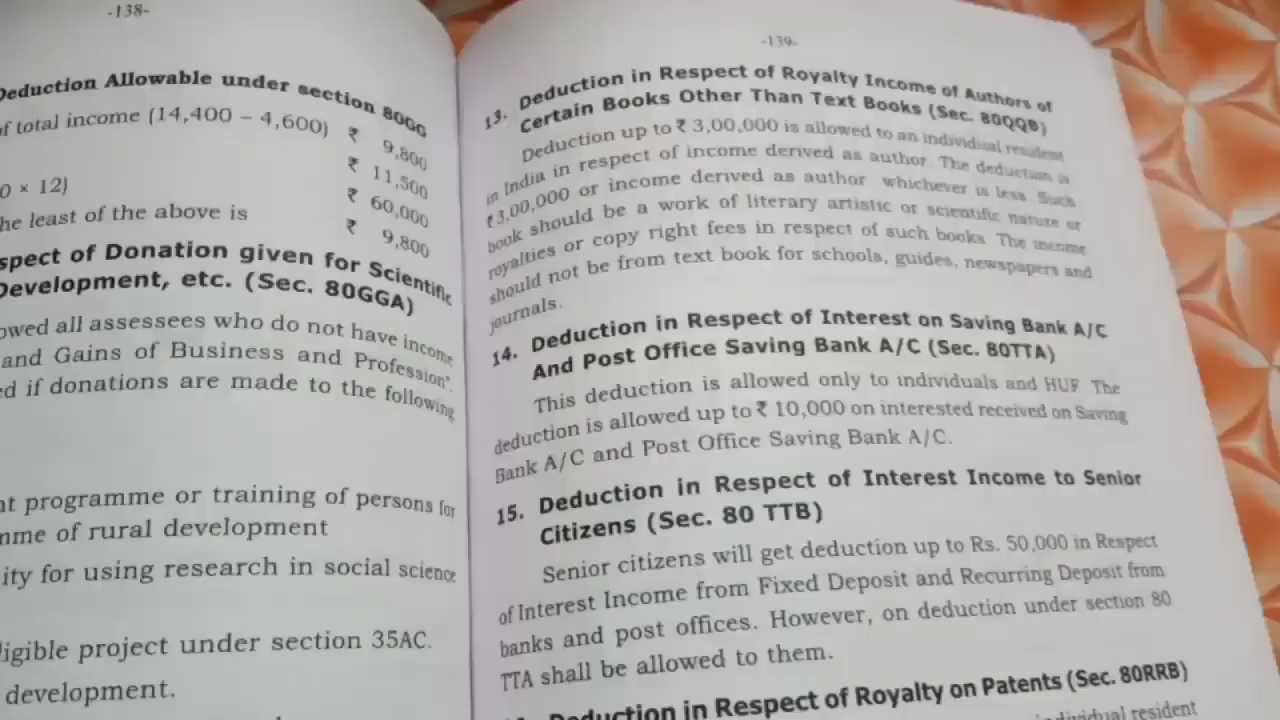 -138-
Deduction Allowable under section 80GG
of total income (14,400 – 4,600) ₹ 9,800
₹ 11,500
0 × 12) ₹ 60,000
he least of the above is ₹ 9,800
spect of Donation given for Scientific
Development, etc. (Sec. 80GGA)
owed all assessees who do not have income
and Gains of Business and Profession".
ed if donations are made to the following
nt programme or training of persons for
mme of rural development
ity for using research in social science
ligible project under section 35AC.
development.
-139-
13. Deduction in Respect of Royalty Income of Authors of
Certain Books Other Than Text Books (Sec. 80QQB)
Deduction up to ₹ 3,00,000 is allowed to an individual resident
in India in respect of income derived as author. The deduction is
₹ 3,00,000 or income derived as author whichever is less. Such
book should be a work of literary artistic or scientific nature or
royalties or copy right fees in respect of such books. The income
should not be from text book for schools, guides, newspapers and
journals.
14. Deduction in Respect of Interest on Saving Bank A/C
And Post Office Saving Bank A/C (Sec. 80TTA)
This deduction is allowed only to individuals and HUF. The
deduction is allowed up to ₹ 10,000 on interested received on Saving
Bank A/C and Post Office Saving Bank A/C.
15. Deduction in Respect of Interest Income to Senior
Citizens (Sec. 80 TTB)
Senior citizens will get deduction up to Rs. 50,000 in Respect
of Interest Income from Fixed Deposit and Recurring Deposit from
banks and post offices. However, on deduction under section 80
TTA shall be allowed to them.
Deduction in Respect of Royalty on Patents (Sec. 80RRB)
individual resident